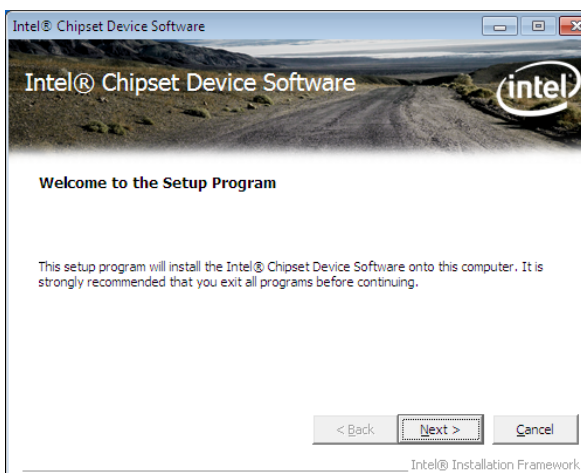 Intel® Chipset Device Software
Intel® Chipset Device Software
intel
Welcome to the Setup Program
This setup program will install the Intel® Chipset Device Software onto this computer. It is
strongly recommended that you exit all programs before continuing.
< Back
Next >
Cancel
Intel® Installation Framework